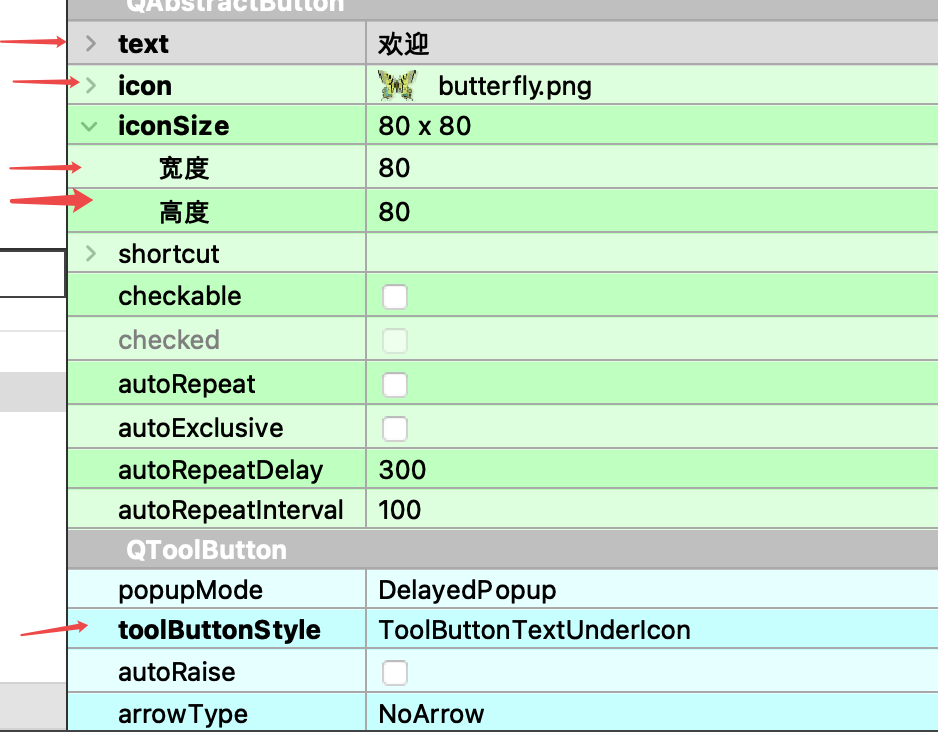 QAbstractButton
text 欢迎
icon butterfly.png
iconSize 80 x 80
宽度 80
高度 80
shortcut
checkable
checked
autoRepeat
autoExclusive
autoRepeatDelay 300
autoRepeatInterval 100
QToolButton
popupMode DelayedPopup
toolButtonStyle ToolButtonTextUnderIcon
autoRaise
arrowType NoArrow